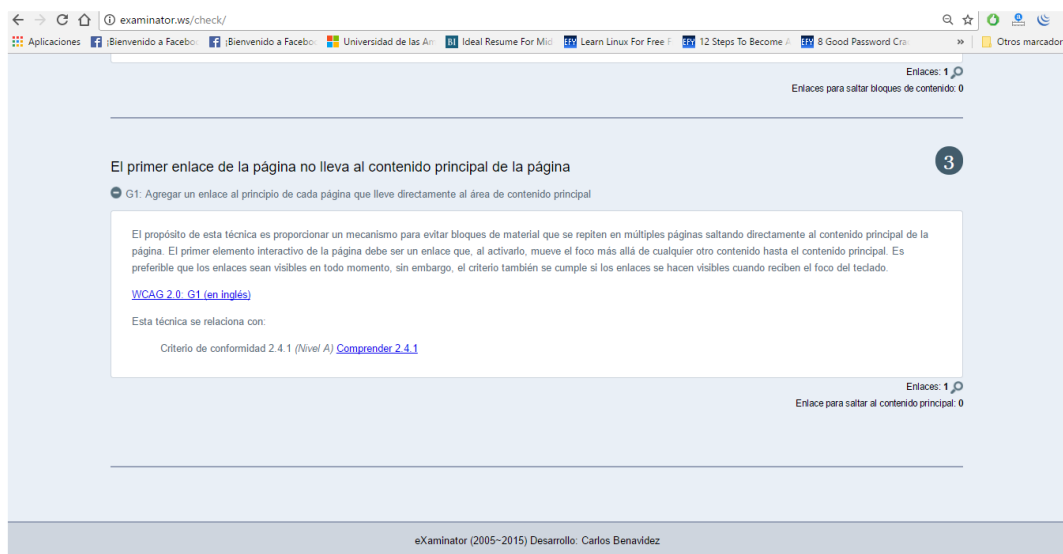 examinator.ws/check/
Aplicaciones ¡Bienvenido a Faceboo ¡Bienvenido a Faceboo Universidad de las Am Ideal Resume For Mid Learn Linux For Free F 12 Steps To Become A 8 Good Password Crac » Otros marcador
Enlaces: 1
Enlaces para saltar bloques de contenido: 0
El primer enlace de la página no lleva al contenido principal de la página
3
G1: Agregar un enlace al principio de cada página que lleve directamente al área de contenido principal
El propósito de esta técnica es proporcionar un mecanismo para evitar bloques de material que se repiten en múltiples páginas saltando directamente al contenido principal de la
página. El primer elemento interactivo de la página debe ser un enlace que, al activarlo, mueve el foco más allá de cualquier otro contenido hasta el contenido principal. Es
preferible que los enlaces sean visibles en todo momento, sin embargo, el criterio también se cumple si los enlaces se hacen visibles cuando reciben el foco del teclado.
WCAG 2.0: G1 (en inglés)
Esta técnica se relaciona con:
Criterio de conformidad 2.4.1 (Nivel A) Comprender 2.4.1
Enlaces: 1
Enlace para saltar al contenido principal: 0
eXaminator (2005~2015) Desarrollo: Carlos Benavidez